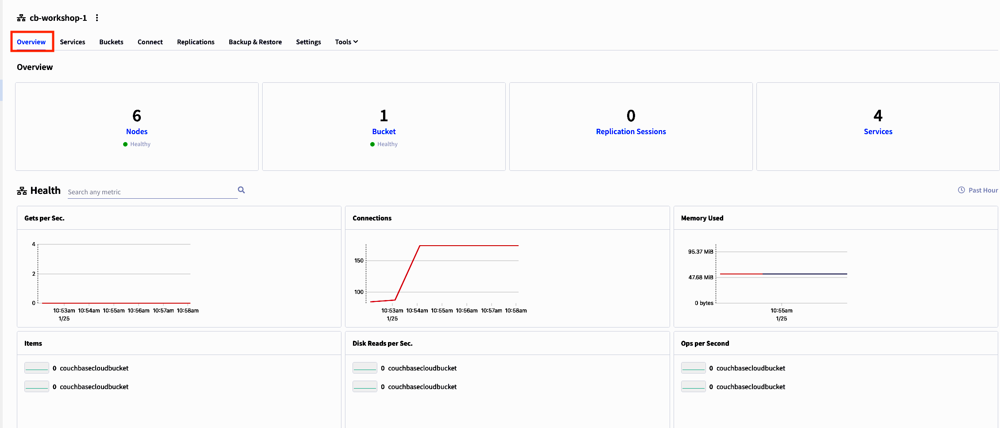 cb-workshop-1
Overview Services Buckets Connect Replications Backup & Restore Settings Tools
Overview
6
Nodes
Healthy
1
Bucket
Healthy
0
Replication Sessions
4
Services
Health Search any metric Past Hour
Gets per Sec.
4
2
0
10:53am 10:54am 10:55am 10:56am 10:57am 10:58am
1/25
Connections
150
100
10:53am 10:54am 10:55am 10:56am 10:57am 10:58am
1/25
Memory Used
95.37 MiB
47.68 MiB
0 bytes
10:55am
1/25
Items
0 couchbasecloudbucket
0 couchbasecloudbucket
Disk Reads per Sec.
0 couchbasecloudbucket
0 couchbasecloudbucket
Ops per Second
0 couchbasecloudbucket
0 couchbasecloudbucket